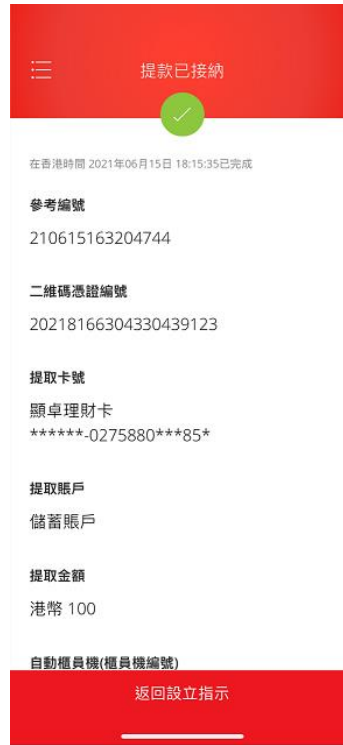 提款已接納
在香港時間 2021年06月15日 18:15:35已完成
參考編號
210615163204744
二維碼憑證編號
20218166304330439123
提取卡號
顯卓理財卡
******-0275880***85*
提取賬戶
儲蓄賬戶
提取金額
港幣 100
自動櫃員機(櫃員機編號)
返回設立指示